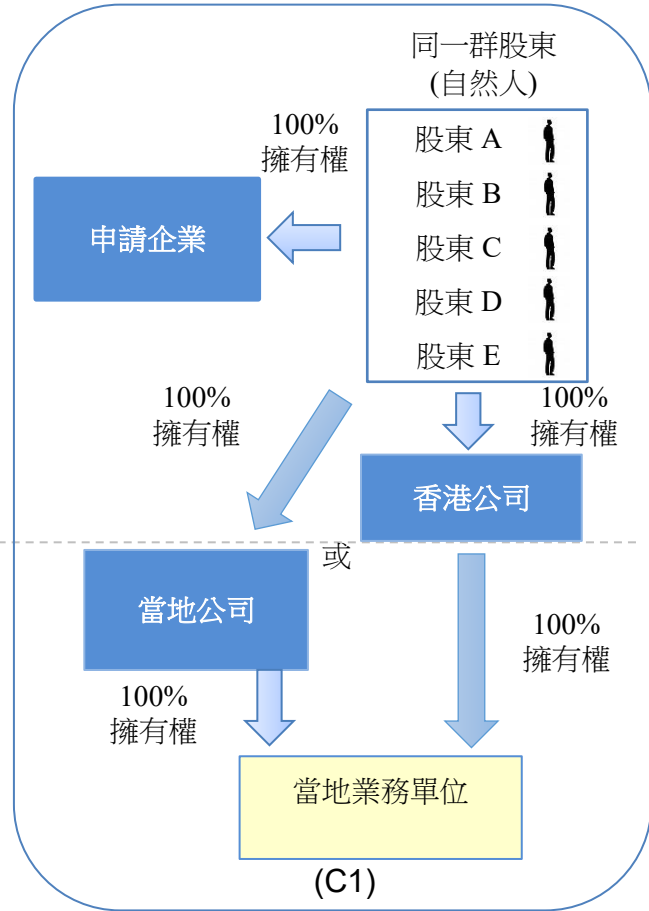 同一群股東
(自然人)
100%
擁有權
股東 A
股東 B
股東 C
股東 D
股東 E
申請企業
100%
擁有權
100%
擁有權
香港公司
或
當地公司
100%
擁有權
100%
擁有權
當地業務單位
(C1)